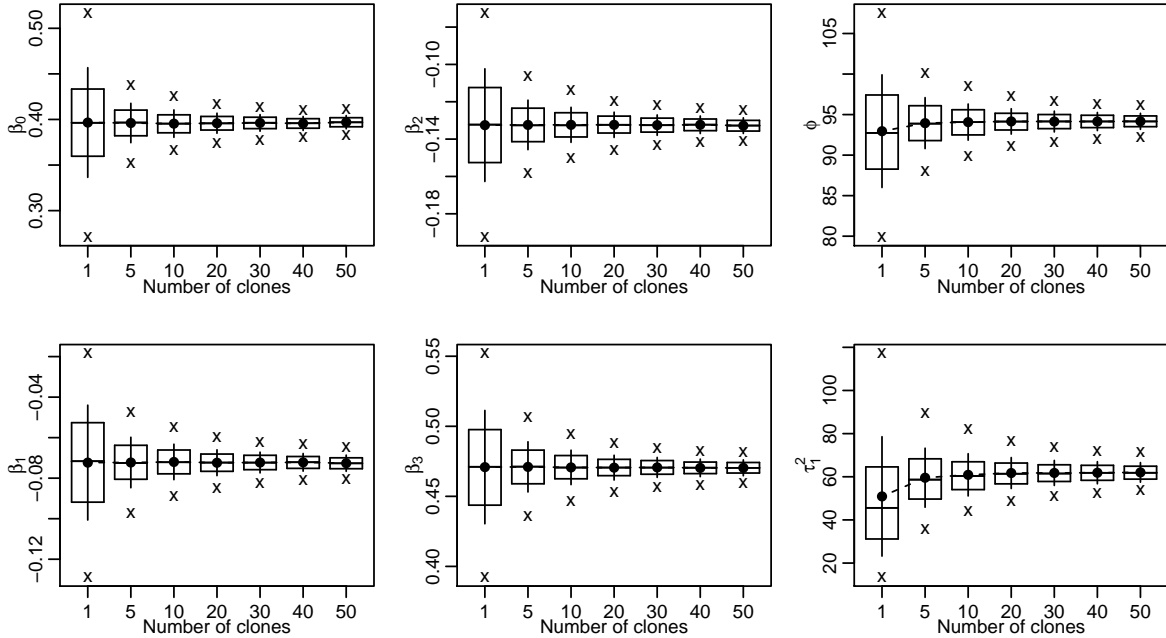 β0
0.30 0.40 0.50
x x x x x x x
x x x x x x x
1 5 10 20 30 40 50
Number of clones
β2
−0.18 −0.14 −0.10
x x x x x x x
x x x x x x x
1 5 10 20 30 40 50
Number of clones
ϕ
80 85 90 95 105
x x x x x x x
x x x x x x x
1 5 10 20 30 40 50
Number of clones
β1
−0.12 −0.08 −0.04
x x x x x x x
x x x x x x x
1 5 10 20 30 40 50
Number of clones
β3
0.40 0.45 0.50 0.55
x x x x x x x
x x x x x x x
1 5 10 20 30 40 50
Number of clones
τ1²
20 40 60 80 100
x x x x x x x
x x x x x x x
1 5 10 20 30 40 50
Number of clones